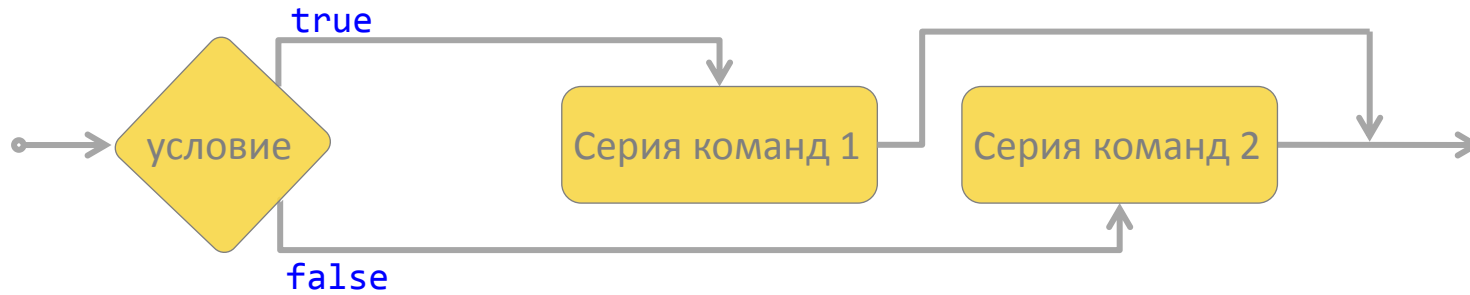 true
условие
Серия команд 1
Серия команд 2
false